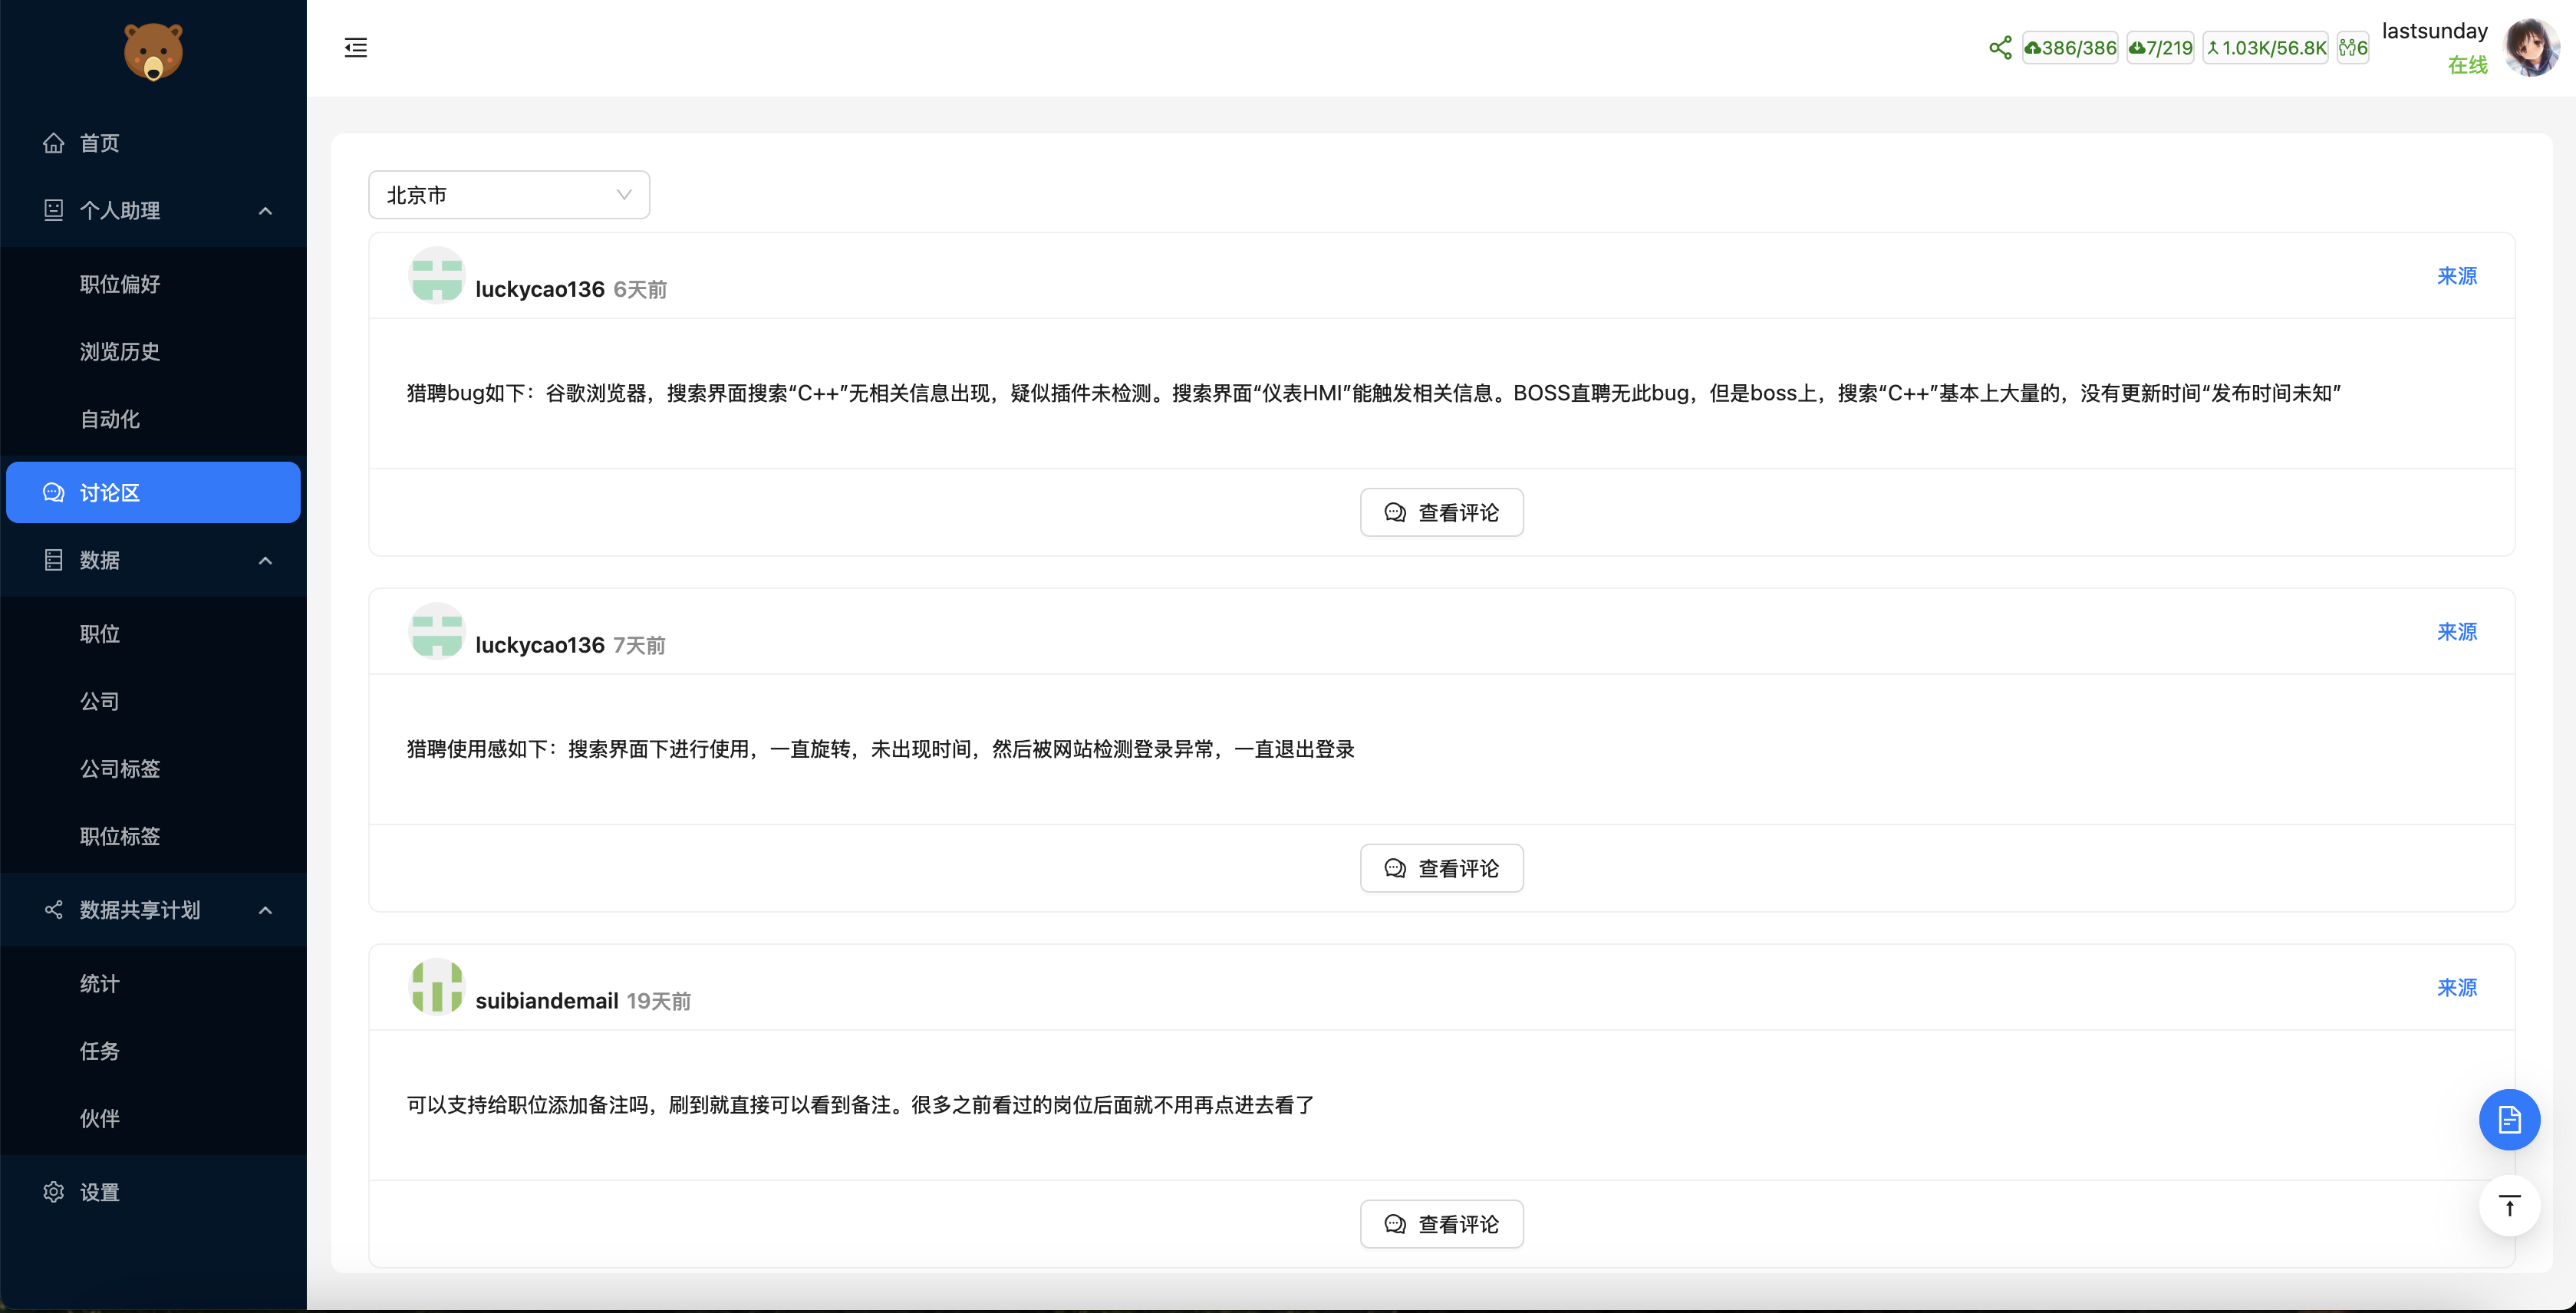 首页
个人助理
职位偏好
浏览历史
自动化
讨论区
数据
职位
公司
公司标签
职位标签
数据共享计划
统计
任务
伙伴
设置
386/386 7/219 1.03K/56.8K 6 lastsunday
在线
北京市
luckycao136 6天前 来源
猎聘bug如下：谷歌浏览器，搜索界面搜索“C++”无相关信息出现，疑似插件未检测。搜索界面“仪表HMI”能触发相关信息。BOSS直聘无此bug，但是boss上，搜索“C++”基本上大量的，没有更新时间“发布时间未知”
查看评论
luckycao136 7天前 来源
猎聘使用感如下：搜索界面下进行使用，一直旋转，未出现时间，然后被网站检测登录异常，一直退出登录
查看评论
suibiandemail 19天前 来源
可以支持给职位添加备注吗，刷到就直接可以看到备注。很多之前看过的岗位后面就不用再点进去看了
查看评论